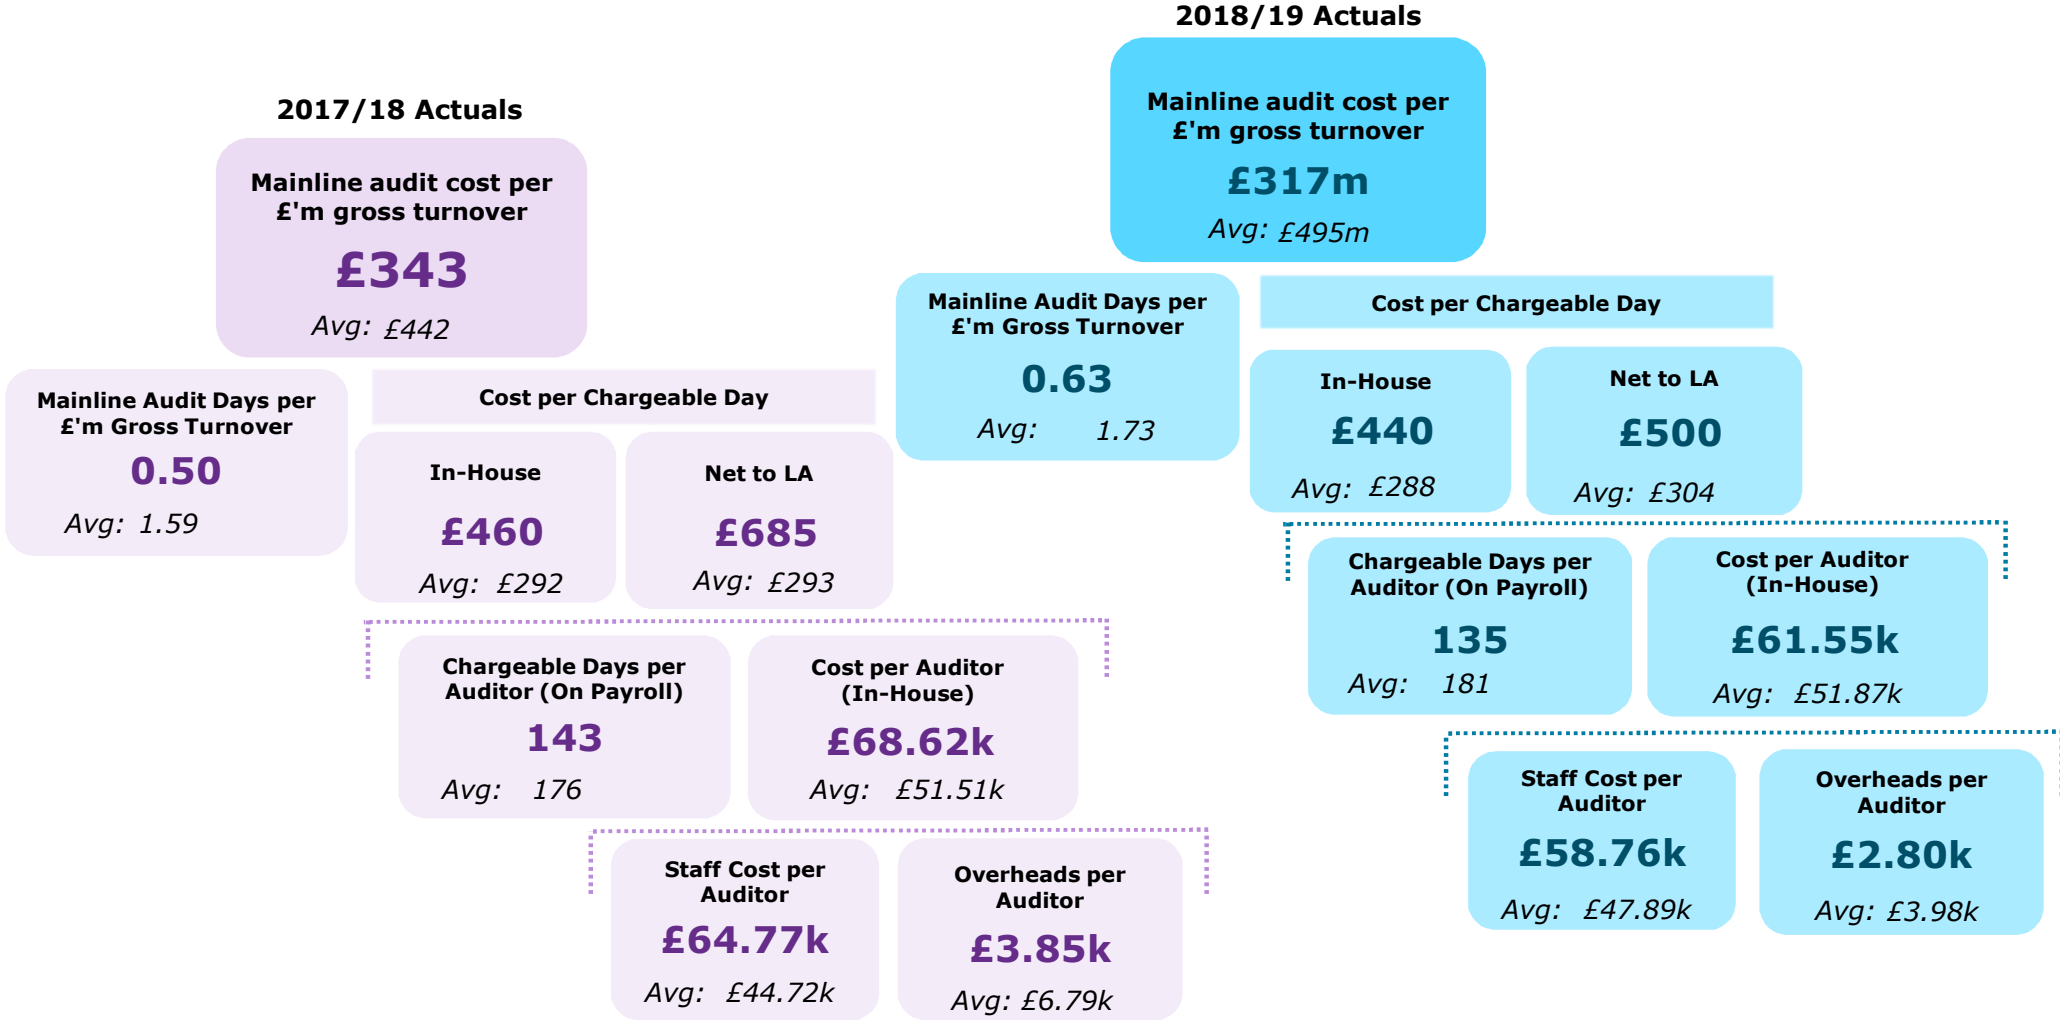 2017/18 Actuals
Mainline audit cost per
£'m gross turnover
£343
Avg: £442
Mainline Audit Days per
£'m Gross Turnover
0.50
Avg: 1.59
Cost per Chargeable Day
In-House
£460
Avg: £292
Net to LA
£685
Avg: £293
Chargeable Days per
Auditor (On Payroll)
143
Avg: 176
Cost per Auditor
(In-House)
£68.62k
Avg: £51.51k
Staff Cost per
Auditor
£64.77k
Avg: £44.72k
Overheads per
Auditor
£3.85k
Avg: £6.79k
2018/19 Actuals
Mainline audit cost per
£'m gross turnover
£317m
Avg: £495m
Mainline Audit Days per
£'m Gross Turnover
0.63
Avg: 1.73
Cost per Chargeable Day
In-House
£440
Avg: £288
Net to LA
£500
Avg: £304
Chargeable Days per
Auditor (On Payroll)
135
Avg: 181
Cost per Auditor
(In-House)
£61.55k
Avg: £51.87k
Staff Cost per
Auditor
£58.76k
Avg: £47.89k
Overheads per
Auditor
£2.80k
Avg: £3.98k